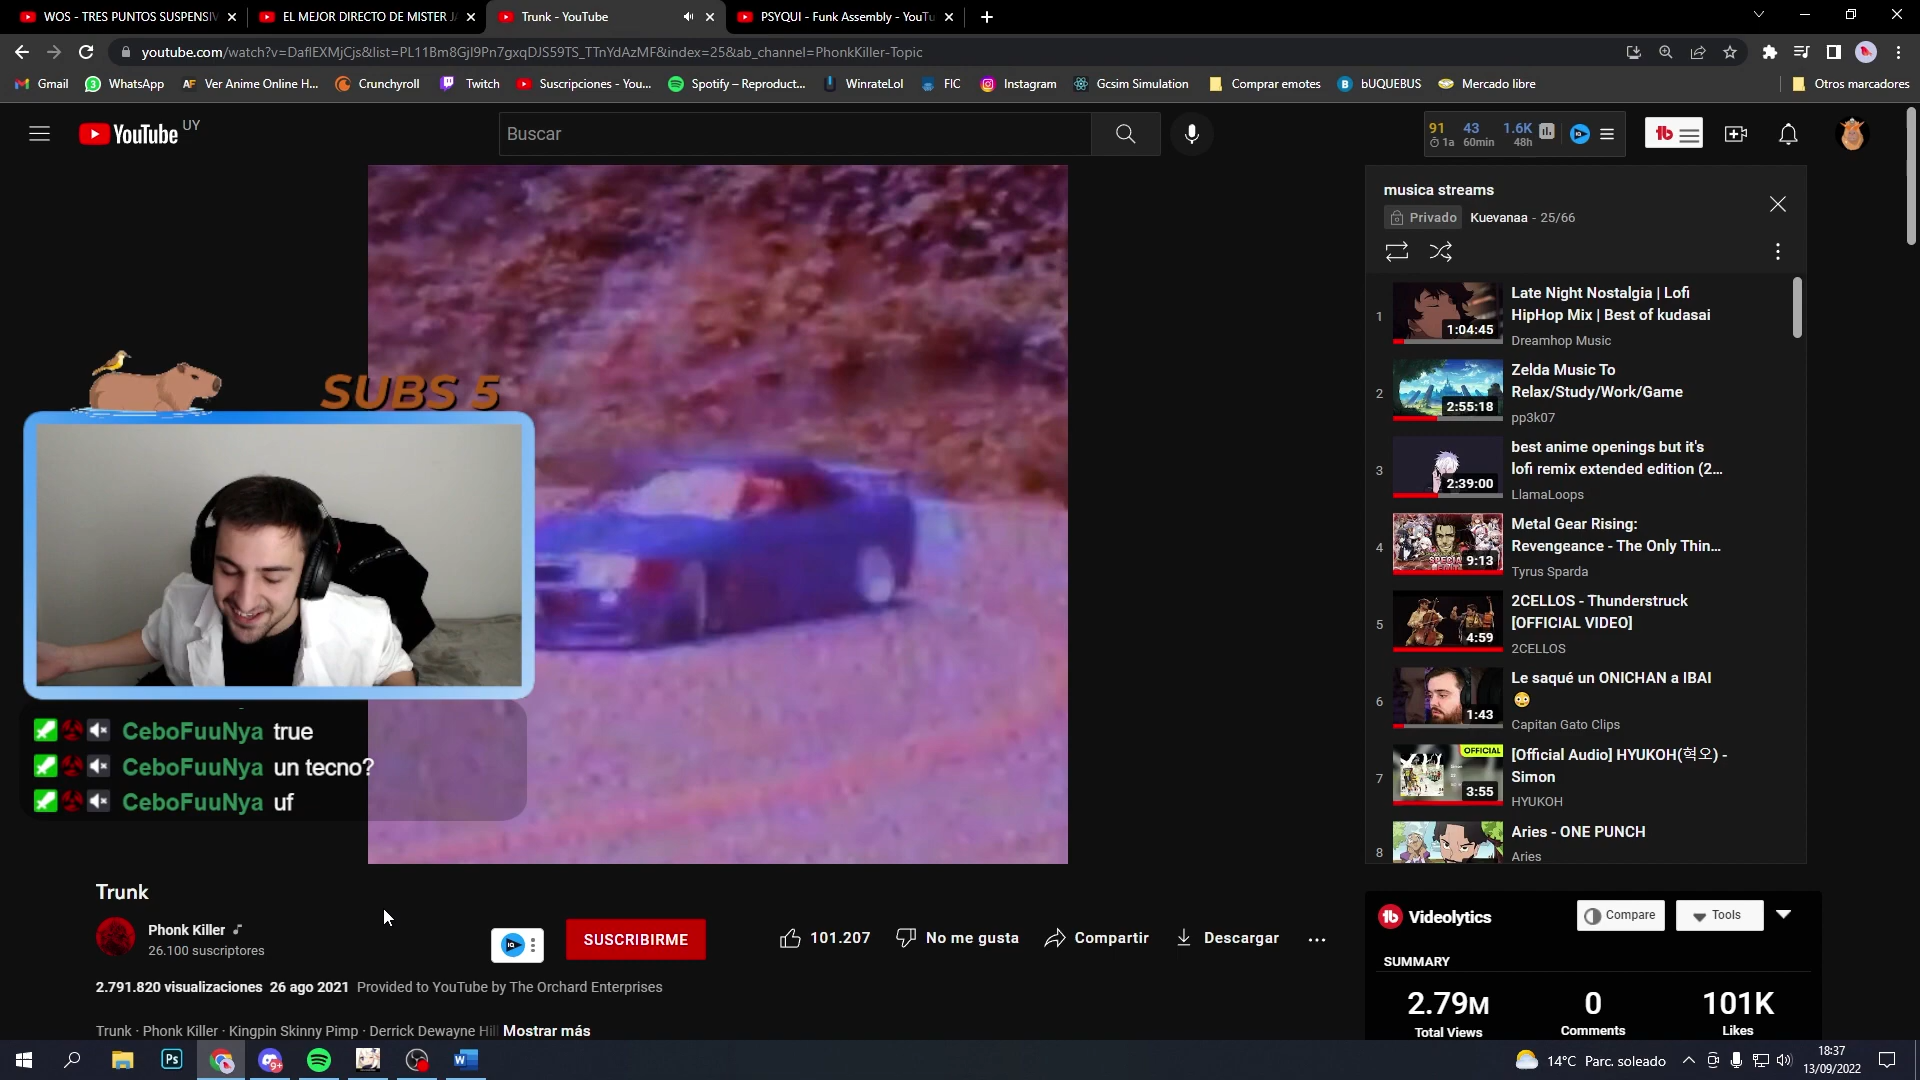 WOS - TRES PUNTOS SUSPENSIV
EL MEJOR DIRECTO DE MISTER JA
Trunk - YouTube
PSYQUI - Funk Assembly - YouTu
youtube.com/watch?v=DaflEXMjCjs&list=PL11Bm8GJl9Pn7gxqDJS59TS_TTnYdAzMF&index=25&ab_channel=PhonkKiller-Topic
Gmail
WhatsApp
AF Ver Anime Online H...
Crunchyroll
Twitch
Suscripciones - You...
Spotify – Reproduct...
WinrateLol
FIC
Instagram
Gcsim Simulation
Comprar emotes
B bUQUEBUS
Mercado libre
Otros marcadores
YouTube UY
Buscar
91 43 1.6K
1a 60min 48h
IQ
tb
musica streams
Privado Kuevanaa - 25/66
1
1:04:45
Late Night Nostalgia | Lofi
HipHop Mix | Best of kudasai
Dreamhop Music
2
2:55:18
Zelda Music To
Relax/Study/Work/Game
pp3k07
3
2:39:00
best anime openings but it's
lofi remix extended edition (2...
LlamaLoops
4
9:13
Metal Gear Rising:
Revengeance - The Only Thin...
Tyrus Sparda
5
4:59
2CELLOS - Thunderstruck
[OFFICIAL VIDEO]
2CELLOS
6
1:43
Le saqué un ONICHAN a IBAI
😳
Capitan Gato Clips
7
OFFICIAL
3:55
[Official Audio] HYUKOH(혁오) -
Simon
HYUKOH
8
Aries - ONE PUNCH
Aries
SUBS 5
CeboFuuNya true
CeboFuuNya un tecno?
CeboFuuNya uf
Trunk
Phonk Killer
26.100 suscriptores
IQ
SUSCRIBIRME
101.207
No me gusta
Compartir
Descargar
2.791.820 visualizaciones 26 ago 2021 Provided to YouTube by The Orchard Enterprises
Trunk · Phonk Killer · Kingpin Skinny Pimp · Derrick Dewayne Hill Mostrar más
tb Videolytics
Compare
Tools
SUMMARY
2.79M
Total Views
0
Comments
101K
Likes
Ps
9+
W
14°C Parc. soleado
18:37
13/09/2022